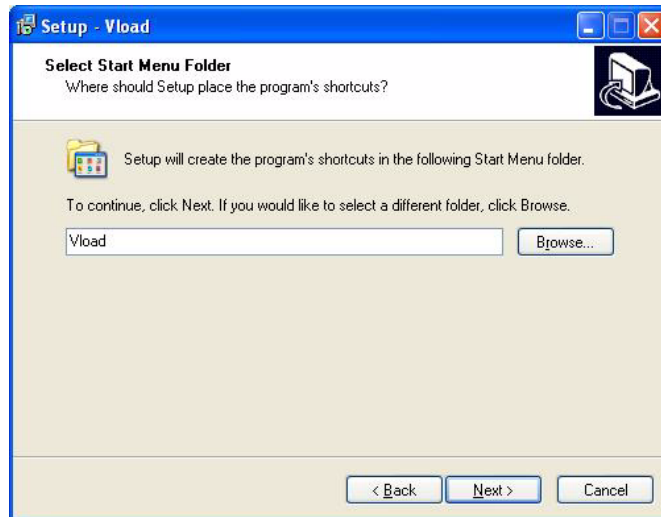 Setup - Vload
Select Start Menu Folder
Where should Setup place the program's shortcuts?
Setup will create the program's shortcuts in the following Start Menu folder.
To continue, click Next. If you would like to select a different folder, click Browse.
Vload
Browse...
< Back
Next >
Cancel